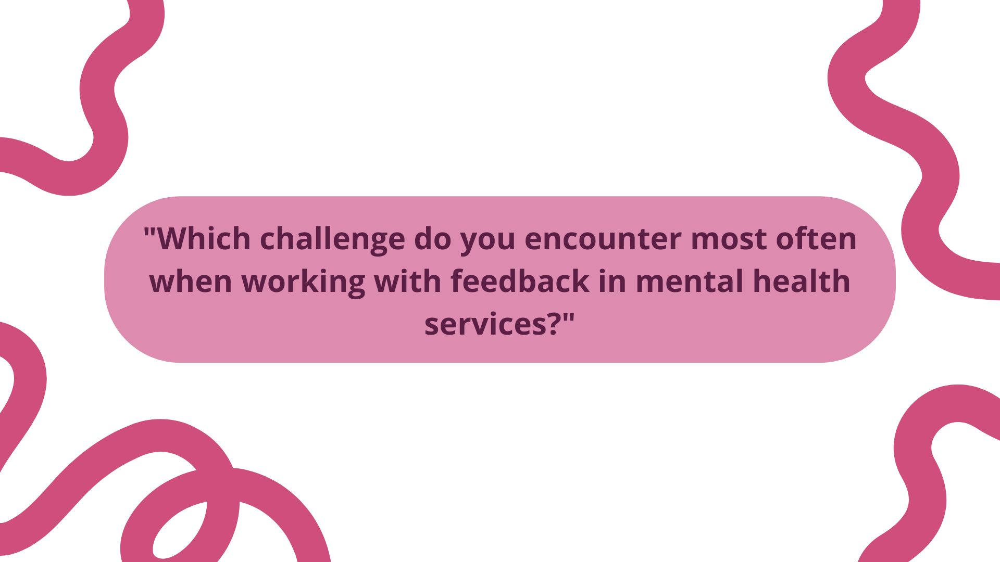 "Which challenge do you encounter most often
when working with feedback in mental health
services?"